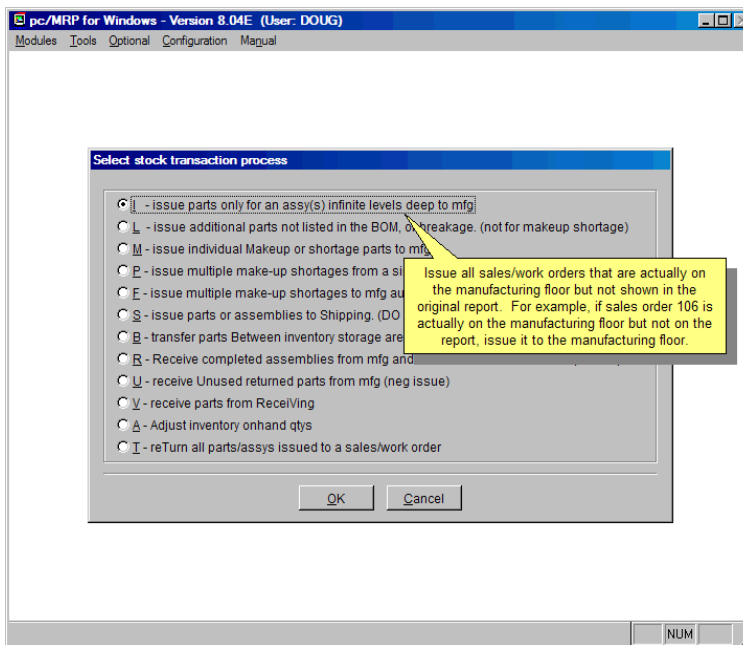 pc/MRP for Windows - Version 8.04E (User: DOUG)
Modules Tools Optional Configuration Manual
Select stock transaction process
I - issue parts only for an assy(s) infinite levels deep to mfg
L - issue additional parts not listed in the BOM, or breakage. (not for makeup shortage)
M - issue individual Makeup or shortage parts to mfg
P - issue multiple make-up shortages from a
F - issue multiple make-up shortages to mfg
S - issue parts or assemblies to Shipping. (DO
B - transfer parts Between inventory storage
R - Receive completed assemblies from mfg and
U - receive Unused returned parts from mfg (neg issue)
V - receive parts from ReceiVing
A - Adjust inventory onhand qtys
T - reTurn all parts/assys issued to a sales/work order
Issue all sales/work orders that are actually on
the manufacturing floor but not shown in the
original report. For example, if sales order 106 is
actually on the manufacturing floor but not on the
report, issue it to the manufacturing floor.
OK Cancel
NUM